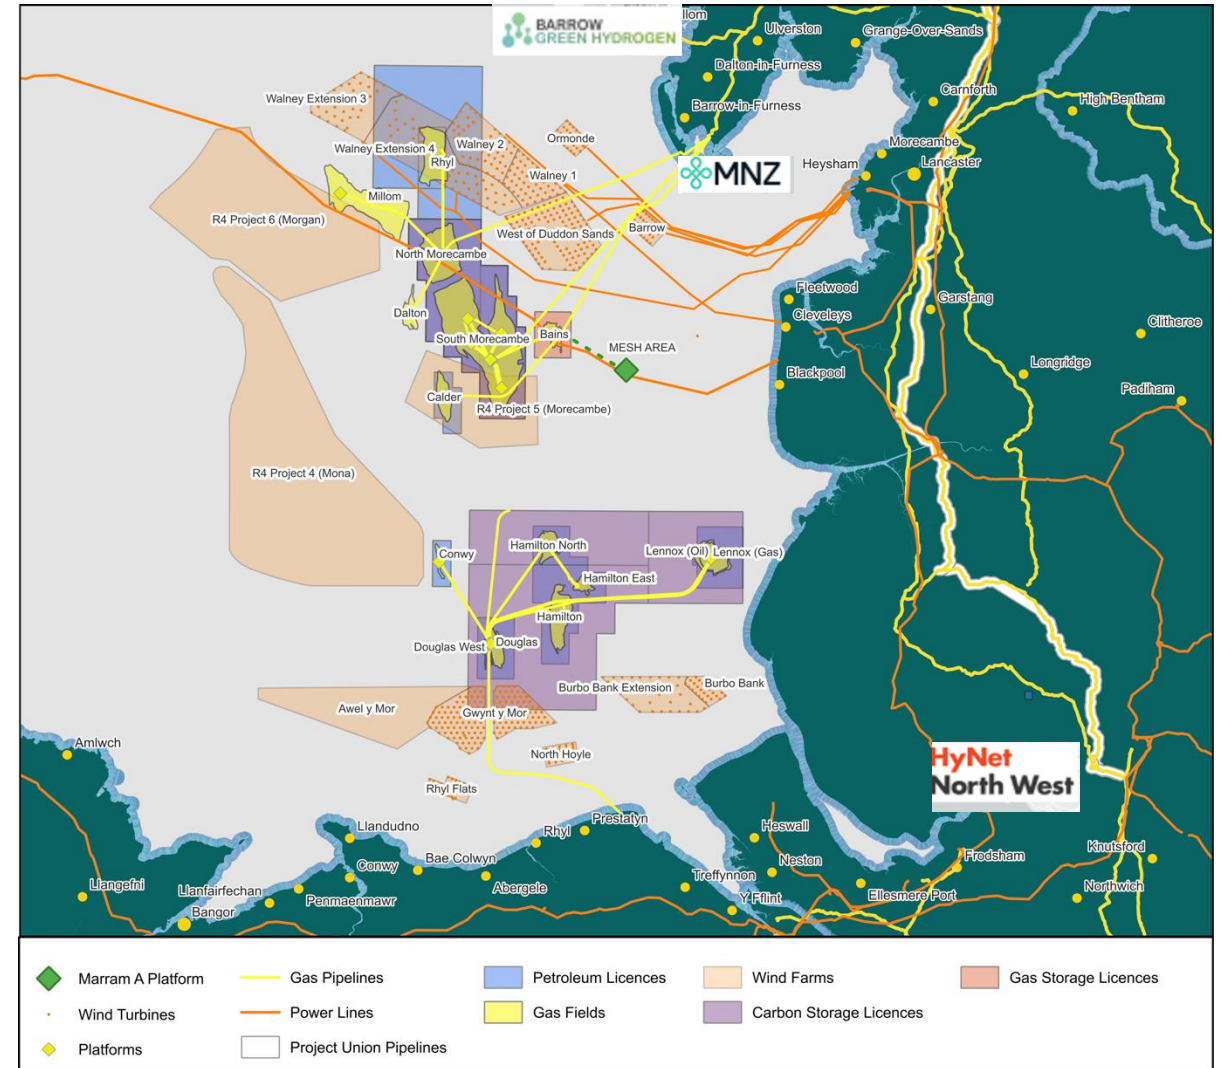 BARROW
GREEN HYDROGEN
Ulverston
Grange-Over-Sands
Dalton-in-Furness
Walney Extension 3
Carnforth
High Bentham
Barrow-in-Furness
Walney 2
Ormonde
Walney Extension 4
Rhyl
Morecambe
Lancaster
Heysham
MNZ
Walney 1
Millom
R4 Project 6 (Morgan)
West of Duddon Sands
Barrow
North Morecambe
Fleetwood
Garstang
Dalton
Cleveleys
Clitheroe
South Morecambe
Bains
MESH AREA
Longridge
Blackpool
Padiham
Calder
R4 Project 5 (Morecambe)
R4 Project 4 (Mona)
Hamilton North
Conwy
Lennox (Oil)
Lennox (Gas)
Hamilton East
Hamilton
Douglas West
Douglas
Burbo Bank Extension
Burbo Bank
Awel y Mor
Gwynt y Mor
Amlwch
North Hoyle
HyNet
North West
Rhyl Flats
Prestatyn
Llandudno
Rhyl
Heswall
Knutsford
Conwy
Bae Colwyn
Neston
Frodsham
Llangefni
Llanfairfechan
Penmaenmawr
Abergele
Treffynnon
Ellesmere Port
Northwich
Bangor
Y Fflint
Marram A Platform
Gas Pipelines
Petroleum Licences
Wind Farms
Gas Storage Licences
Wind Turbines
Power Lines
Gas Fields
Carbon Storage Licences
Platforms
Project Union Pipelines